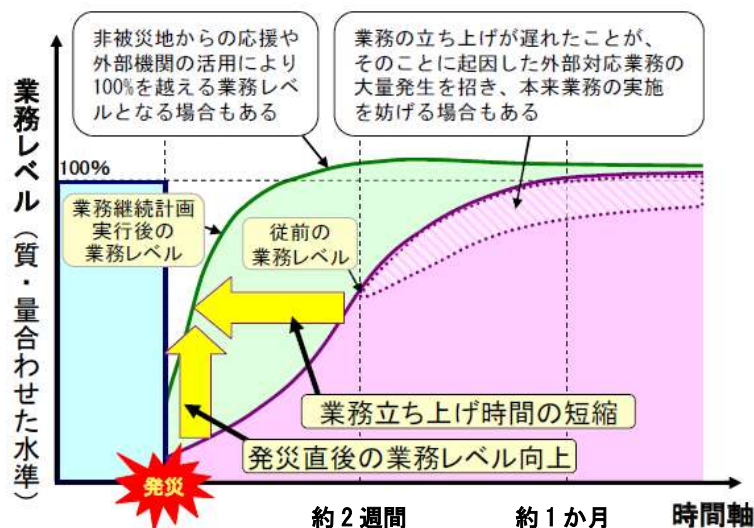 非被災地からの応援や
外部機関の活用により
100%を越える業務レベ
ルとなる場合もある
業務の立ち上げが遅れたことが、
そのことに起因した外部対応業務の
大量発生を招き、本来業務の実施
を妨げる場合もある
業務レベル（質・量合わせた水準）
100%
業務継続計画
実行後の
業務レベル
従前の
業務レベル
業務立ち上げ時間の短縮
発災直後の業務レベル向上
発災
約2週間
約1か月
時間軸